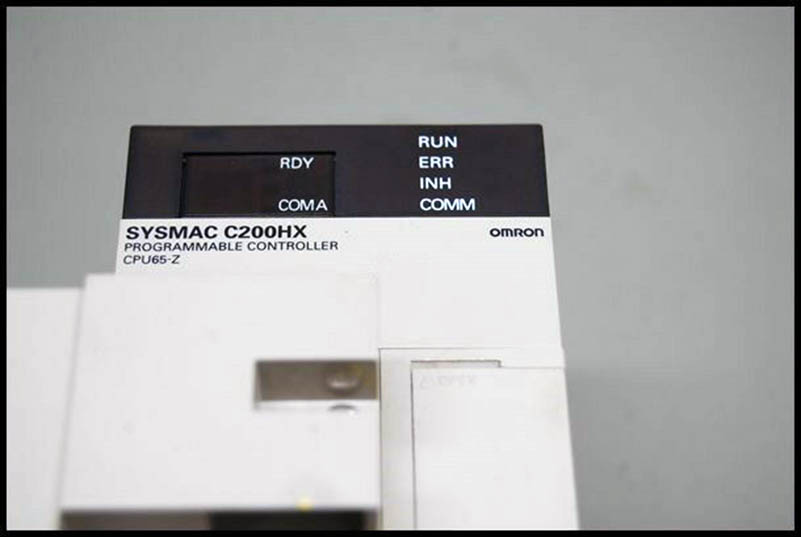 RDY
COMA
RUN
ERR
INH
COMM
SYSMAC C200HX
OMRON
PROGRAMMABLE CONTROLLER
CPU65-Z